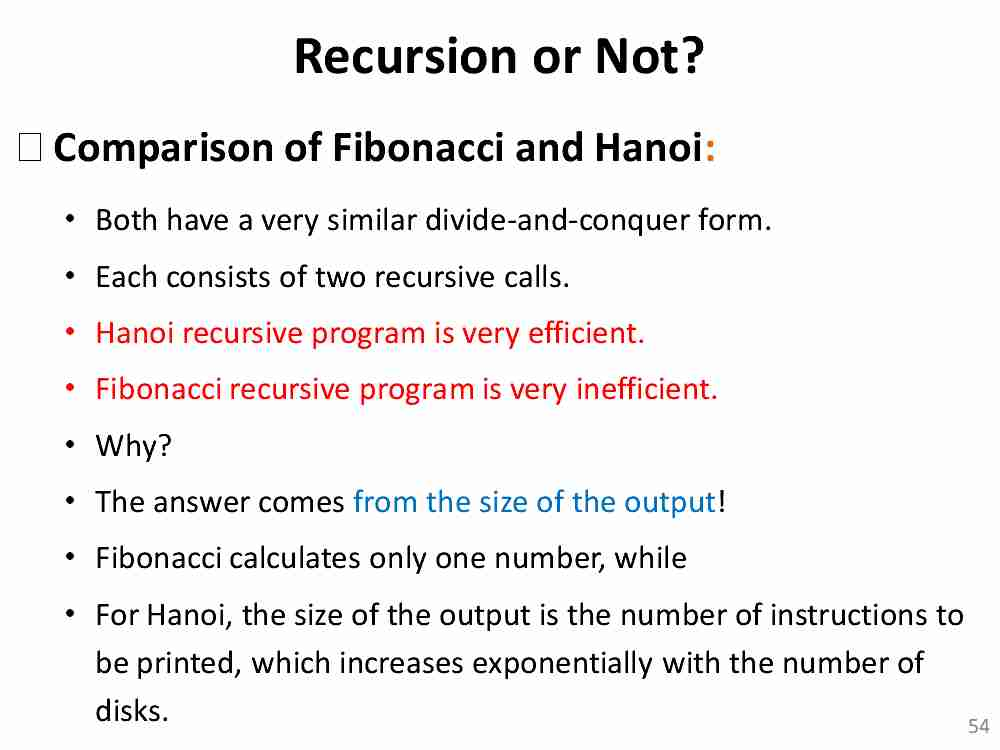 Recursion or Not?
Comparison of Fibonacci and Hanoi:
• Both have a very similar divide-and-conquer form.
• Each consists of two recursive calls.
• Hanoi recursive program is very efficient.
• Fibonacci recursive program is very inefficient.
• Why?
• The answer comes from the size of the output!
• Fibonacci calculates only one number, while
• For Hanoi, the size of the output is the number of instructions to
be printed, which increases exponentially with the number of
disks.
54